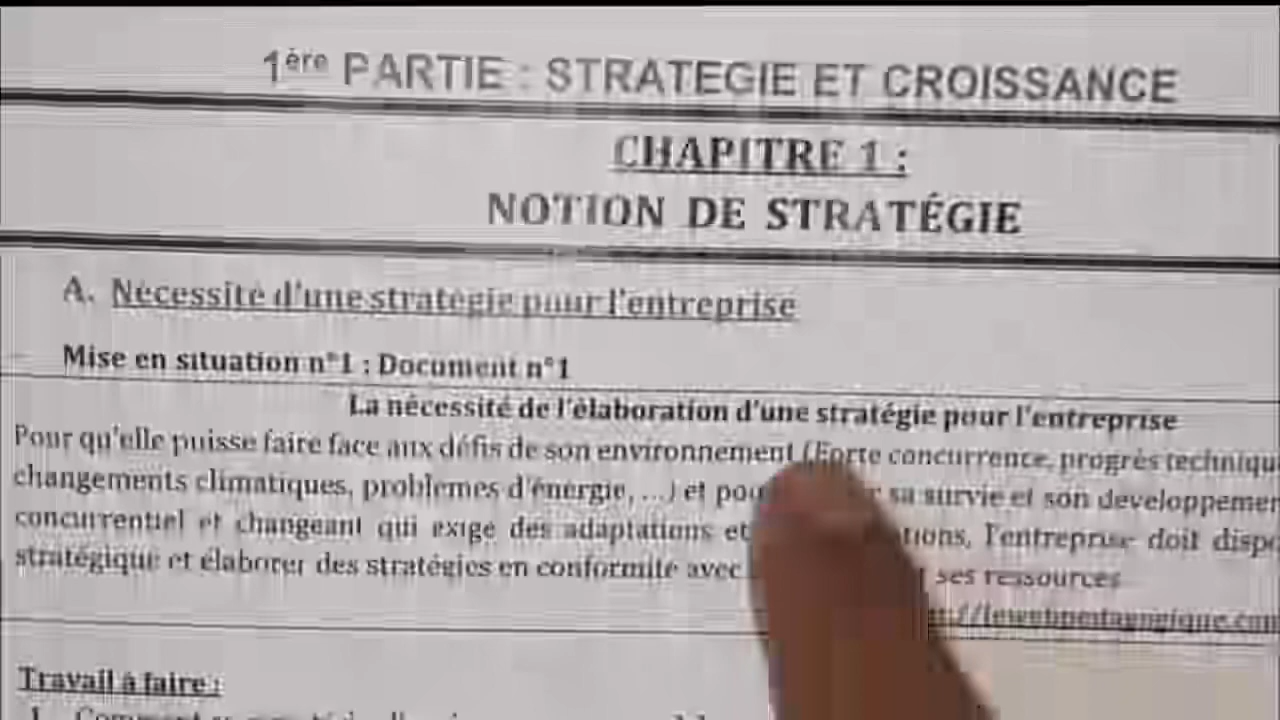 1ère PARTIE : STRATEGIE ET CROISSANCE
CHAPITRE 1 :
NOTION DE STRATÉGIE
A. Nécessité d'une stratégie pour l'entreprise
Mise en situation n°1 : Document n°1
La nécessité de l'élaboration d'une stratégie pour l'entreprise
Pour qu'elle puisse faire face aux défis de son environnement (Forte concurrence, progrès techniqu
changements climatiques, problèmes d'énergie, ...) et pou sa survie et son développemen
concurrentiel et changeant qui exige des adaptations et l'entreprise doit dispo
stratégique et élaborer des stratégies en conformité avec ses ressources
://lewebpedagogique.com
Travail à faire :
1. Comment